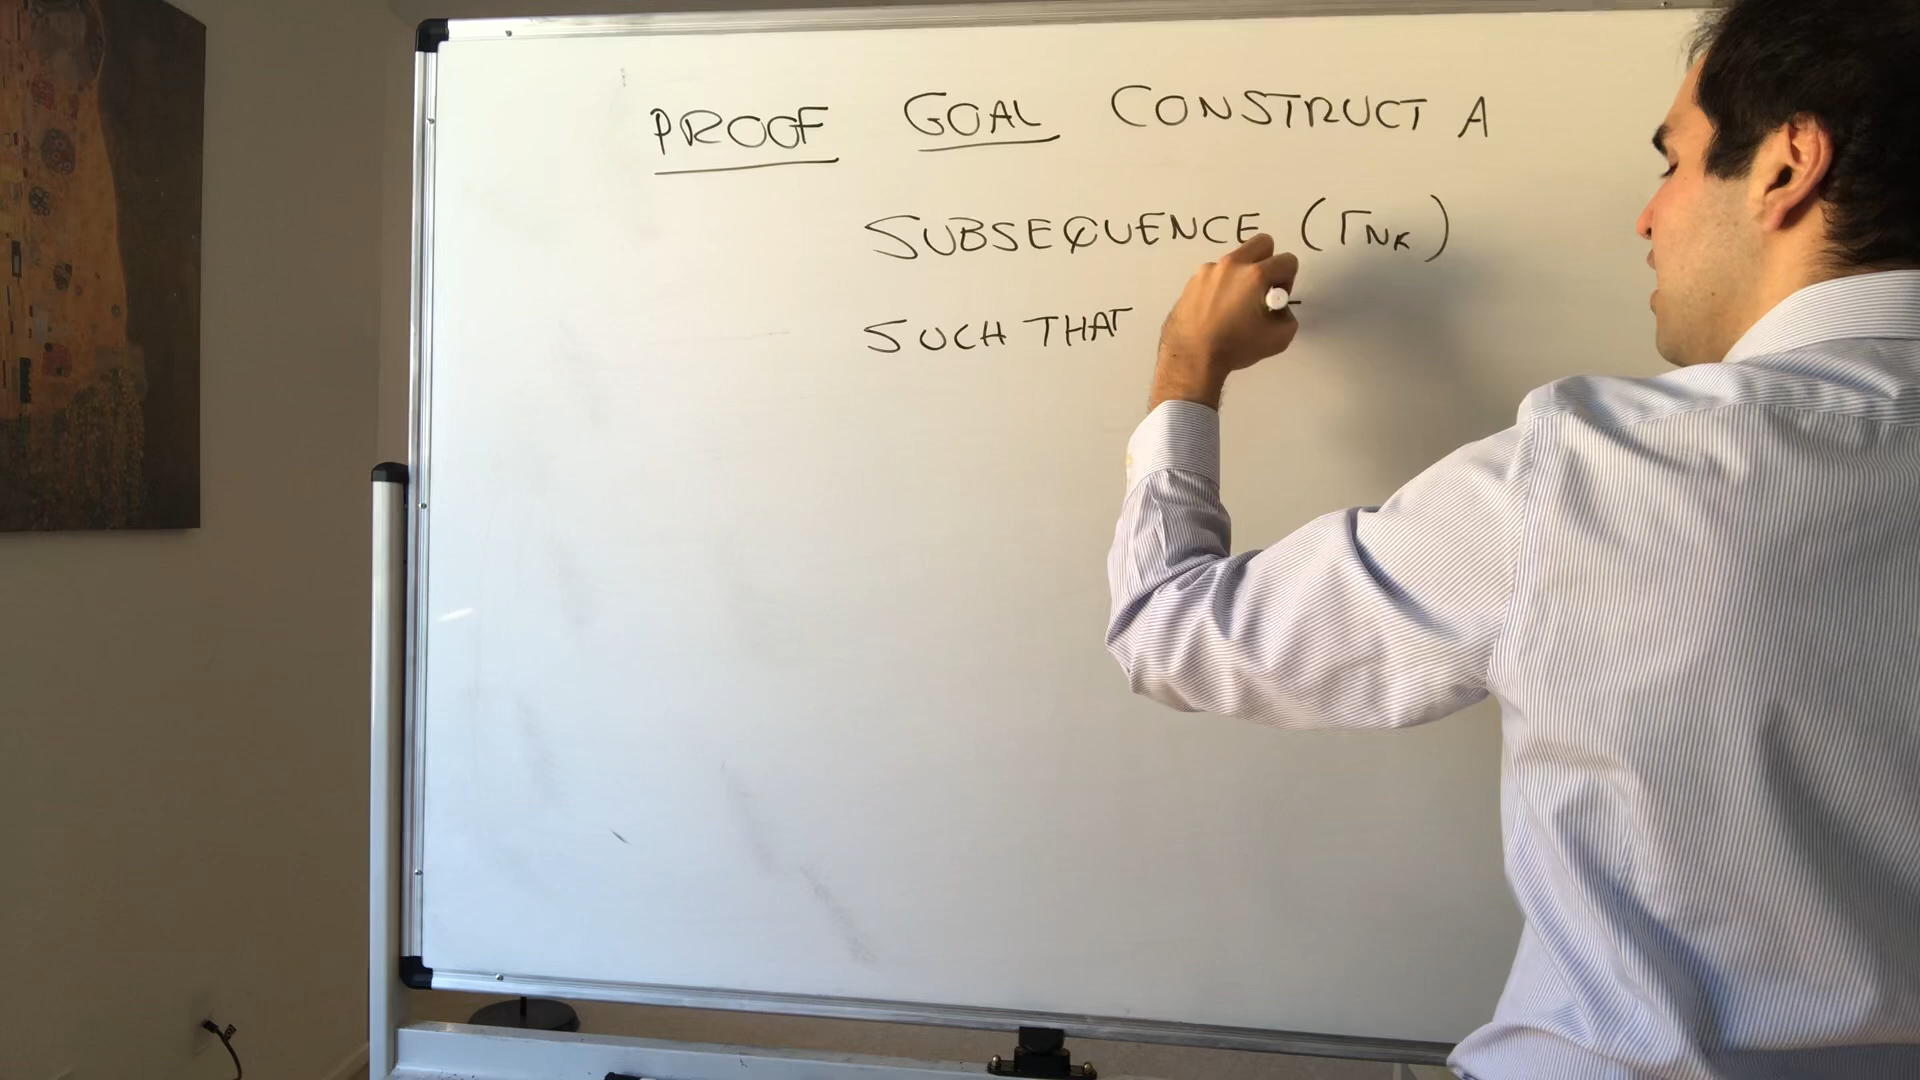 PROOF GOAL CONSTRUCT A
SUBSEQUENCE (rNK)
SUCH THAT